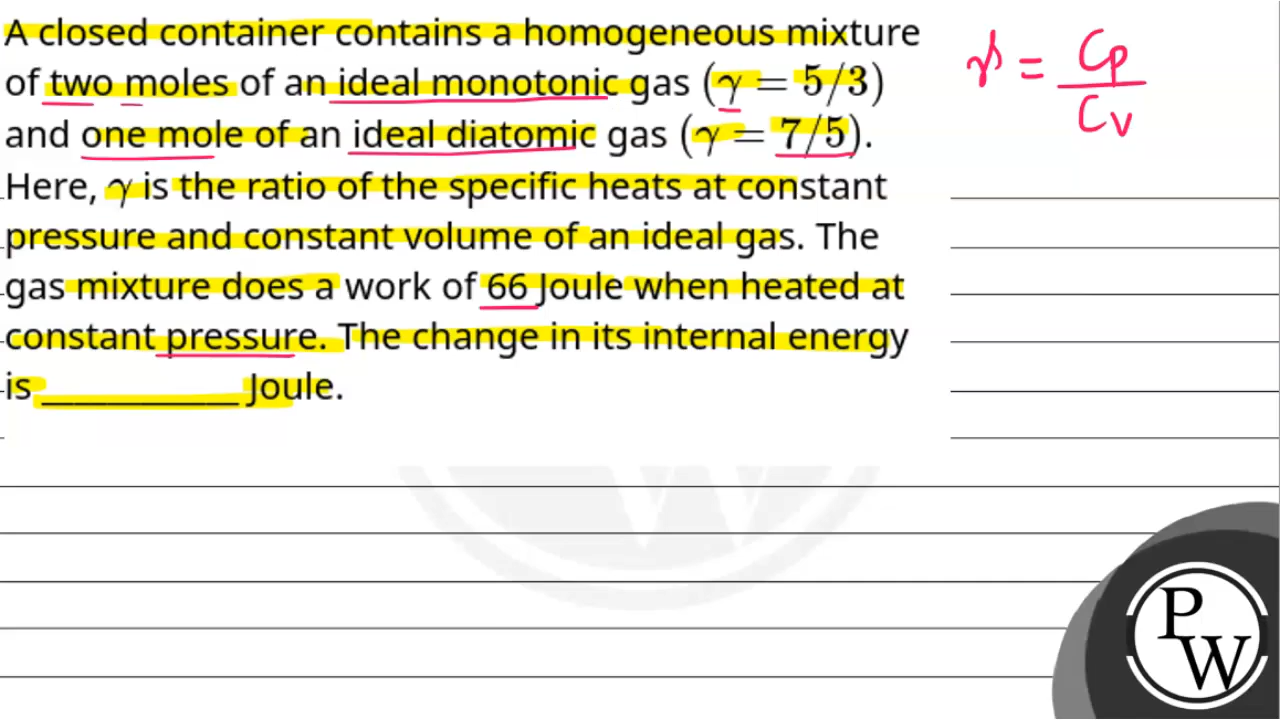 A closed container contains a homogeneous mixture
of two moles of an ideal monotonic gas (γ = 5/3)
and one mole of an ideal diatomic gas (γ = 7/5).
Here, γ is the ratio of the specific heats at constant
pressure and constant volume of an ideal gas. The
gas mixture does a work of 66 Joule when heated at
constant pressure. The change in its internal energy
is __________ Joule.
γ = Cp
Cv
P
W